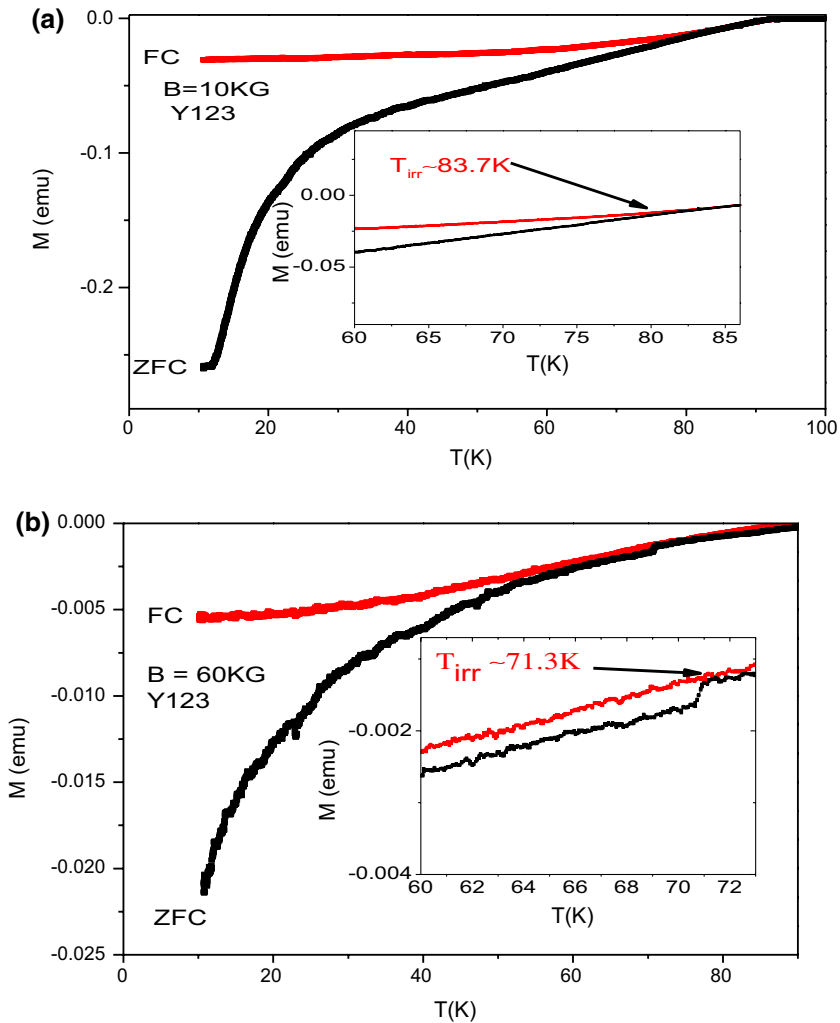 (a)
0.0
FC
B=10KG
Y123
-0.1
T_irr ~83.7K
0.00
M (emu)
-0.05
M (emu)
60 65 70 75 80 85
T(K)
-0.2
ZFC
20 40 60 80 100
T(K)
(b)
0.000
-0.005
FC
B = 60KG
Y123
T_irr ~71.3K
-0.010
-0.002
M (emu)
M (emu)
-0.015
-0.004
60 62 64 66 68 70 72
T(K)
-0.020
ZFC
-0.025
0 20 40 60 80
T(K)